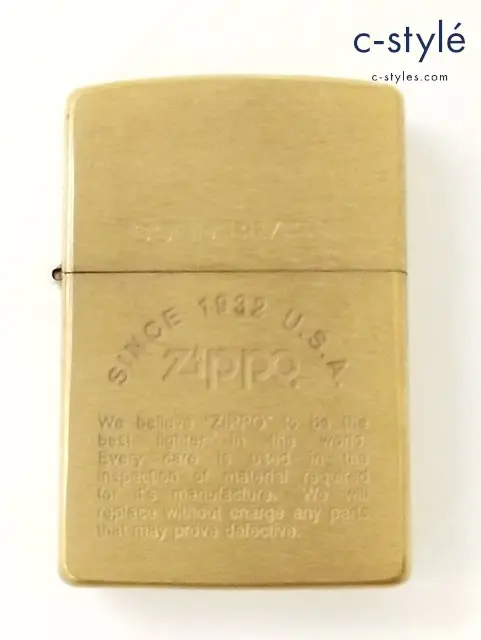 c-stylé
c-styles.com
SOLID BRASS
SINCE 1932 U.S.A.
Zippo
We believe "ZIPPO" to be the
best lighter in the world.
Every care is used in the
inspection of material required
for it's manufacture. We will
replace without charge any parts
that may prove defective.